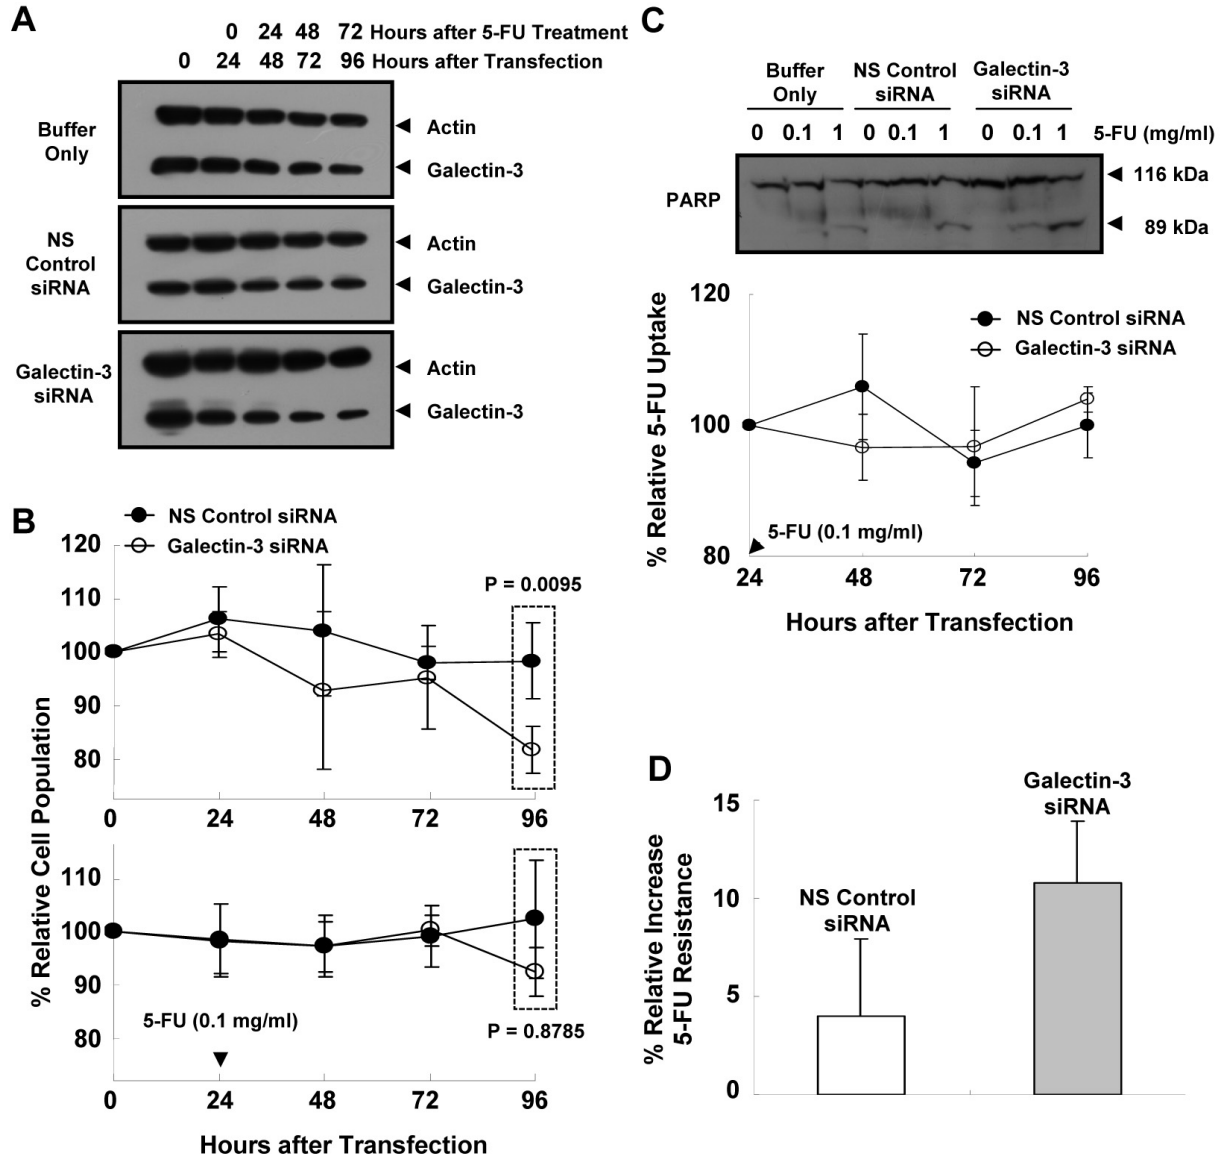 A
0 24 48 72 Hours after 5-FU Treatment
0 24 48 72 96 Hours after Transfection
Buffer
Only
Actin
Galectin-3
NS
Control
siRNA
Actin
Galectin-3
Galectin-3
siRNA
Actin
Galectin-3
B
NS Control siRNA
Galectin-3 siRNA
120
110
100
90
80
P = 0.0095
0 24 48 72 96
110
100
90
80
5-FU (0.1 mg/ml)
P = 0.8785
0 24 48 72 96
% Relative Cell Population
Hours after Transfection
C
Buffer
Only
NS Control
siRNA
Galectin-3
siRNA
0 0.1 1 0 0.1 1 0 0.1 1 5-FU (mg/ml)
PARP
116 kDa
89 kDa
120
100
80
% Relative 5-FU Uptake
NS Control siRNA
Galectin-3 siRNA
5-FU (0.1 mg/ml)
24 48 72 96
Hours after Transfection
D
% Relative Increase
5-FU Resistance
15
10
5
0
NS Control
siRNA
Galectin-3
siRNA